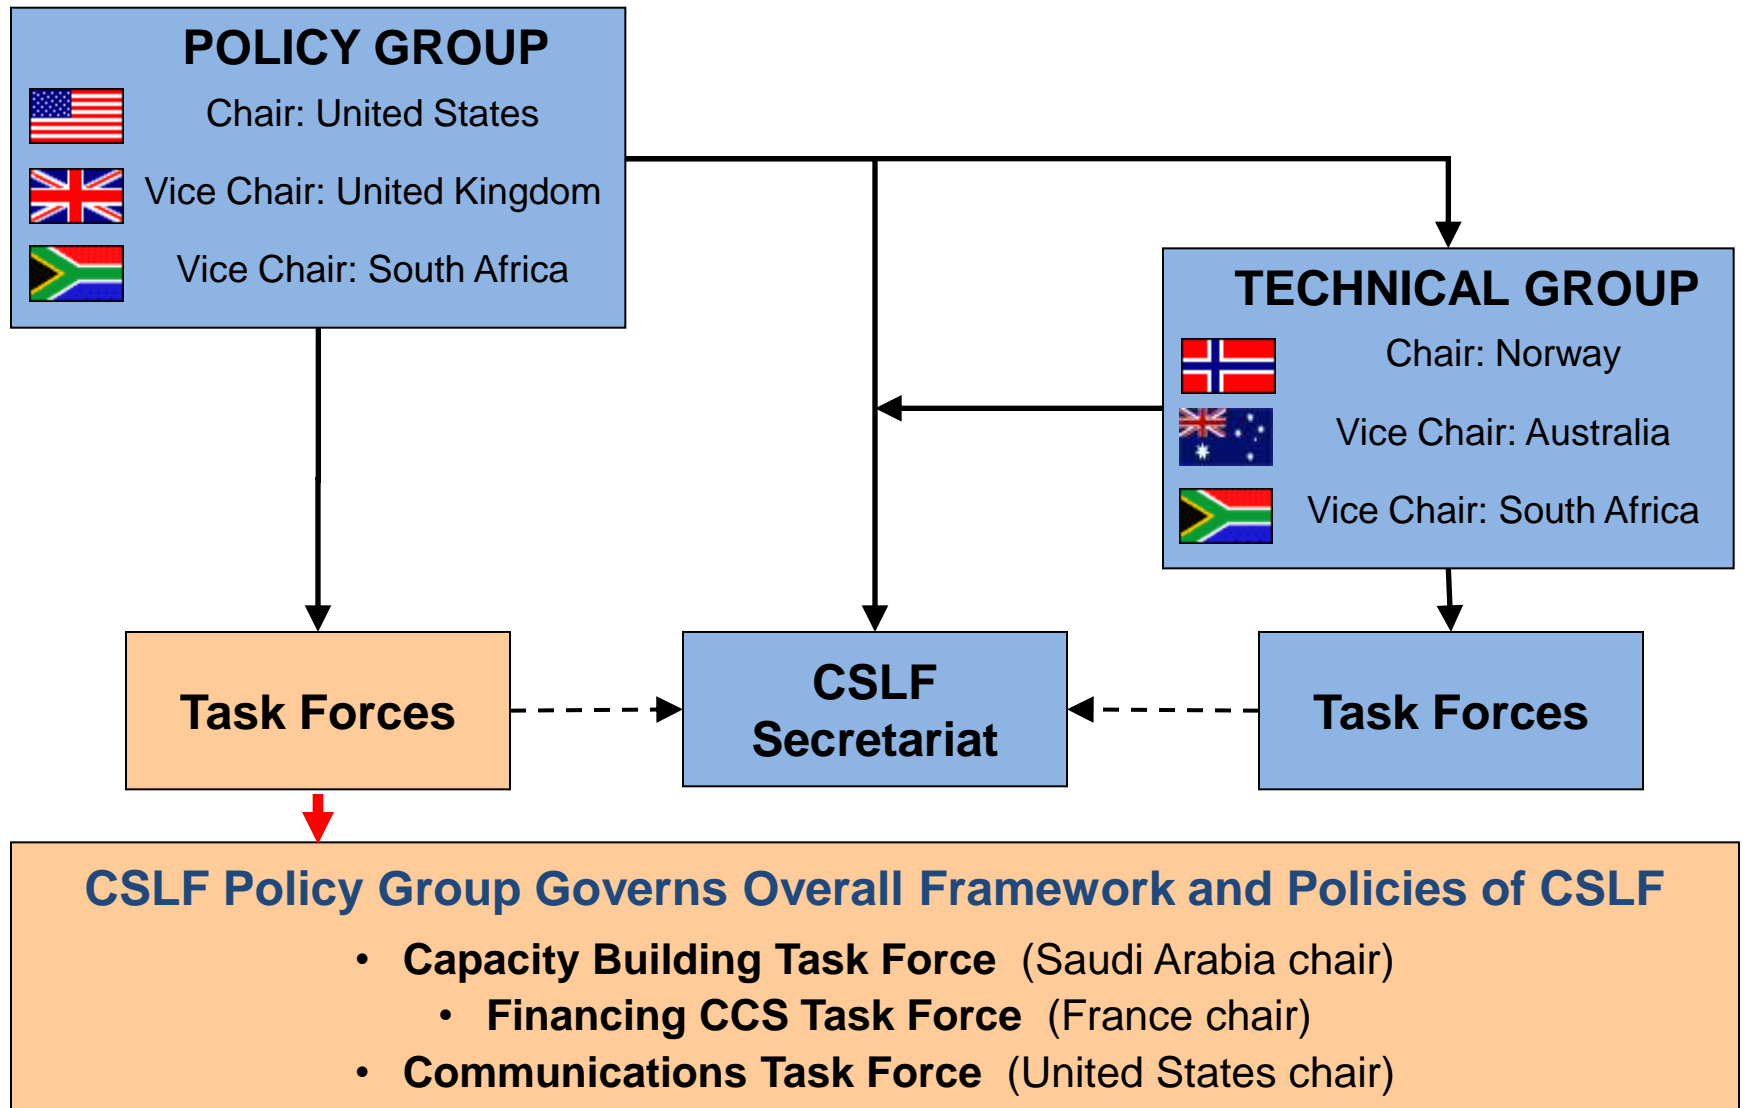 POLICY GROUP
Chair: United States
Vice Chair: United Kingdom
Vice Chair: South Africa
TECHNICAL GROUP
Chair: Norway
Vice Chair: Australia
Vice Chair: South Africa
Task Forces
CSLF
Secretariat
Task Forces
CSLF Policy Group Governs Overall Framework and Policies of CSLF
• Capacity Building Task Force (Saudi Arabia chair)
• Financing CCS Task Force (France chair)
• Communications Task Force (United States chair)